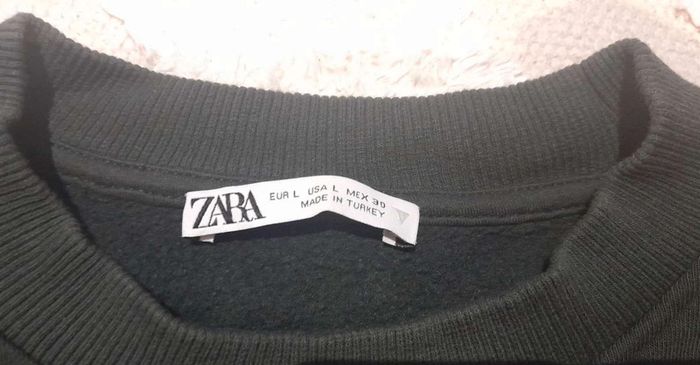 ZARA
EUR L USA L MEX 30
MADE IN TURKEY